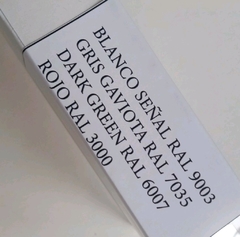 BLANCO SEÑAL RAL 9003
GRIS GAVIOTA RAL 7035
DARK GREEN RAL 6007
ROJO RAL 3000